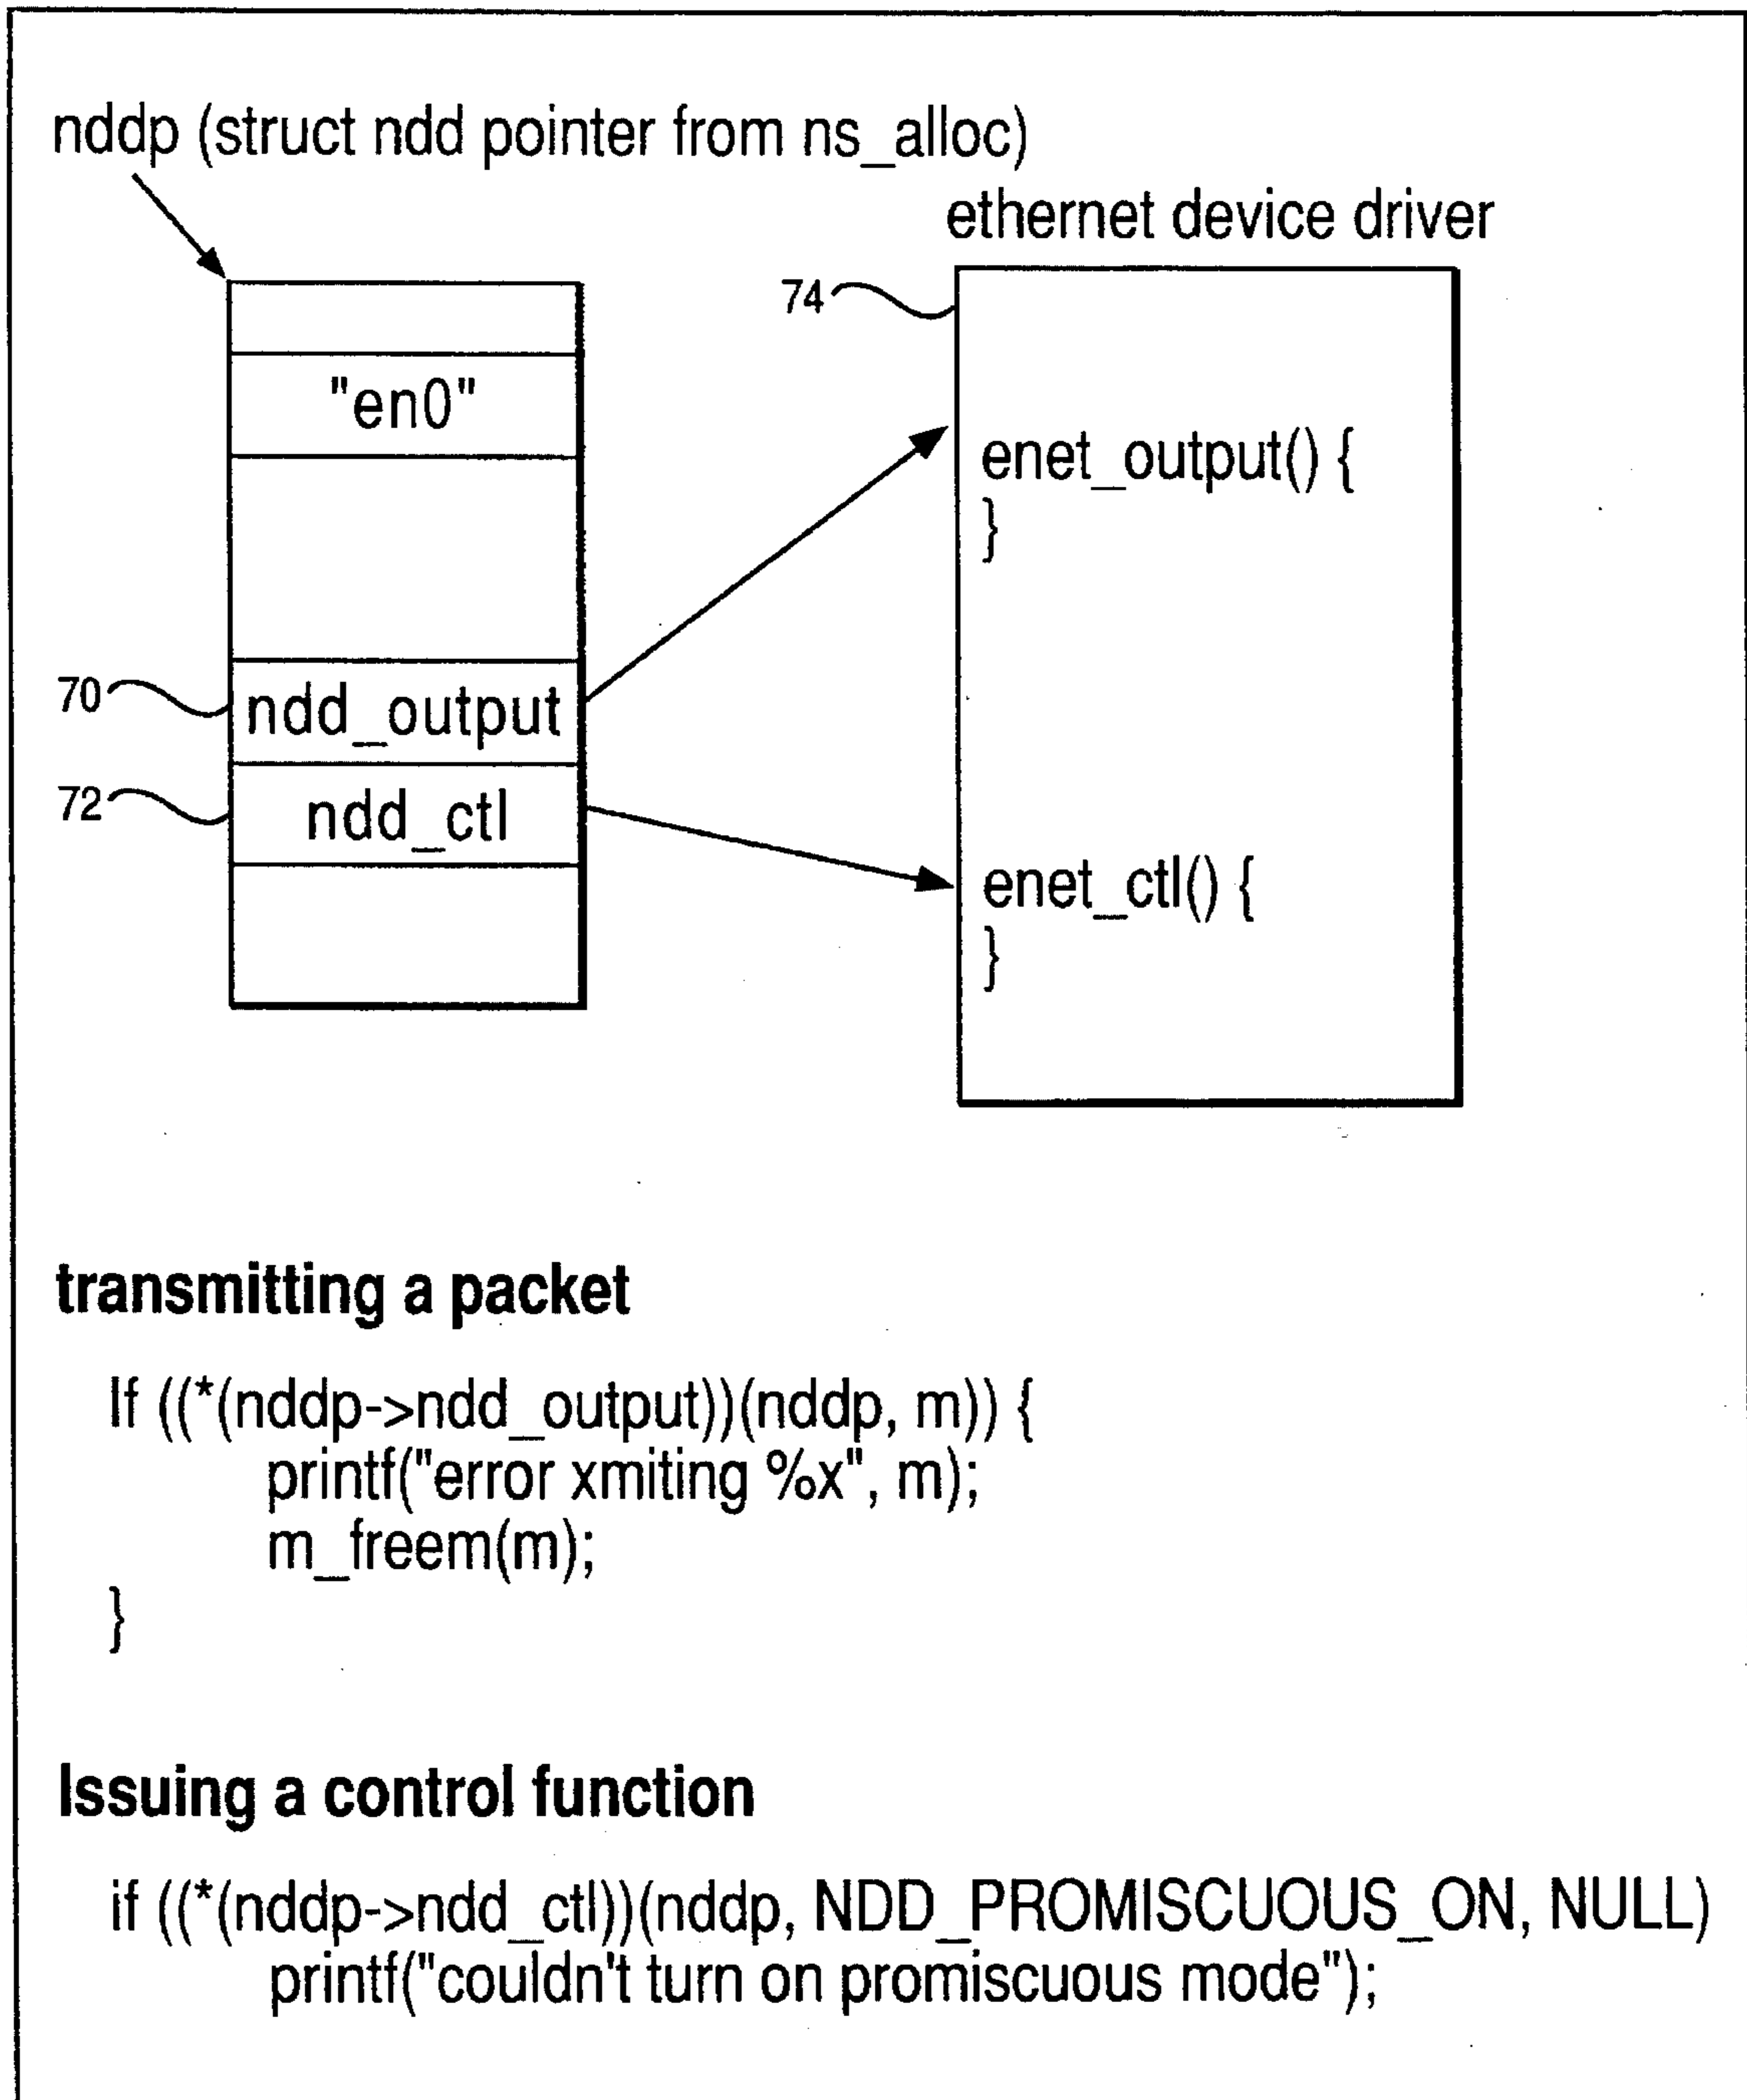 nddp (struct ndd pointer from ns_alloc)
ethernet device driver
74
"en0"
enet_output() {
}
70
ndd_output
72
ndd_ctl
enet_ctl() {
}
transmitting a packet
If ((*(nddp->ndd_output))(nddp, m)) {
printf("error xmiting %x", m);
m_freem(m);
}
Issuing a control function
if ((*(nddp->ndd_ctl))(nddp, NDD_PROMISCUOUS_ON, NULL)
printf("couldn't turn on promiscuous mode");